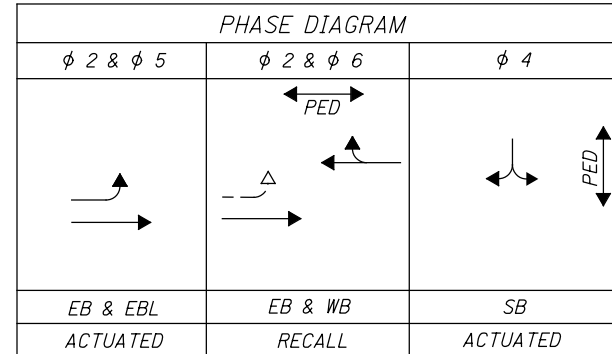 PHASE DIAGRAM
ϕ 2 & ϕ 5
ϕ 2 & ϕ 6
ϕ 4
PED
PED
EB & EBL
EB & WB
SB
ACTUATED
RECALL
ACTUATED